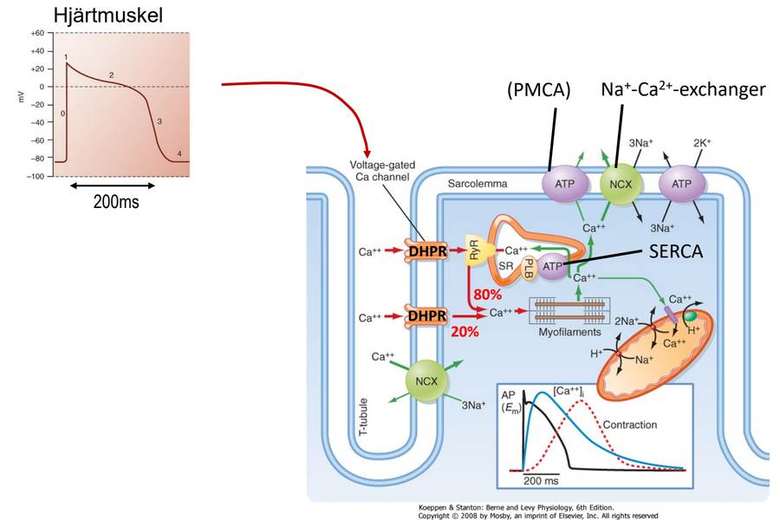 Hjärtmuskel
+60
+40
+20
0
−20
−40
−60
−80
−100
mV
0
1
2
3
4
200ms
(PMCA)
Na⁺-Ca²⁺-exchanger
Voltage-gated
Ca channel
Sarcolemma
ATP
NCX
ATP
3Na⁺
2K⁺
3Na⁺
Ca⁺⁺
Ca⁺⁺
DHPR
RyR
Ca⁺⁺
SR
PLB
ATP
SERCA
Ca⁺⁺
80%
Ca⁺⁺
DHPR
20%
Ca⁺⁺
Myofilaments
Ca⁺⁺
2Na⁺
H⁺
Ca⁺⁺
H⁺
Na⁺
Ca⁺⁺
NCX
3Na⁺
T-tubule
AP
(Eₘ)
[Ca⁺⁺]ᵢ
Contraction
200 ms
Koeppen & Stanton: Berne and Levy Physiology, 6th Edition.
Copyright © 2008 by Mosby, an imprint of Elsevier, Inc. All rights reserved